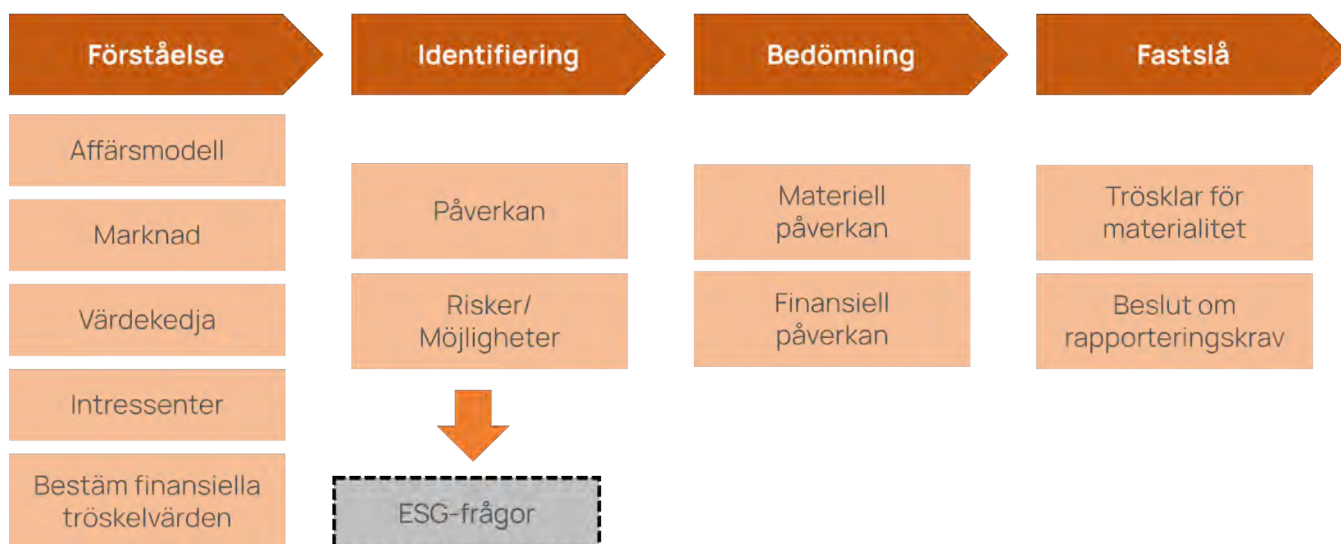 Förståelse
Identifiering
Bedömning
Fastslå
Affärsmodell
Marknad
Värdekedja
Intressenter
Bestäm finansiella
tröskelvärden
Påverkan
Risker/
Möjligheter
ESG-frågor
Materiell
påverkan
Finansiell
påverkan
Trösklar för
materialitet
Beslut om
rapporteringskrav